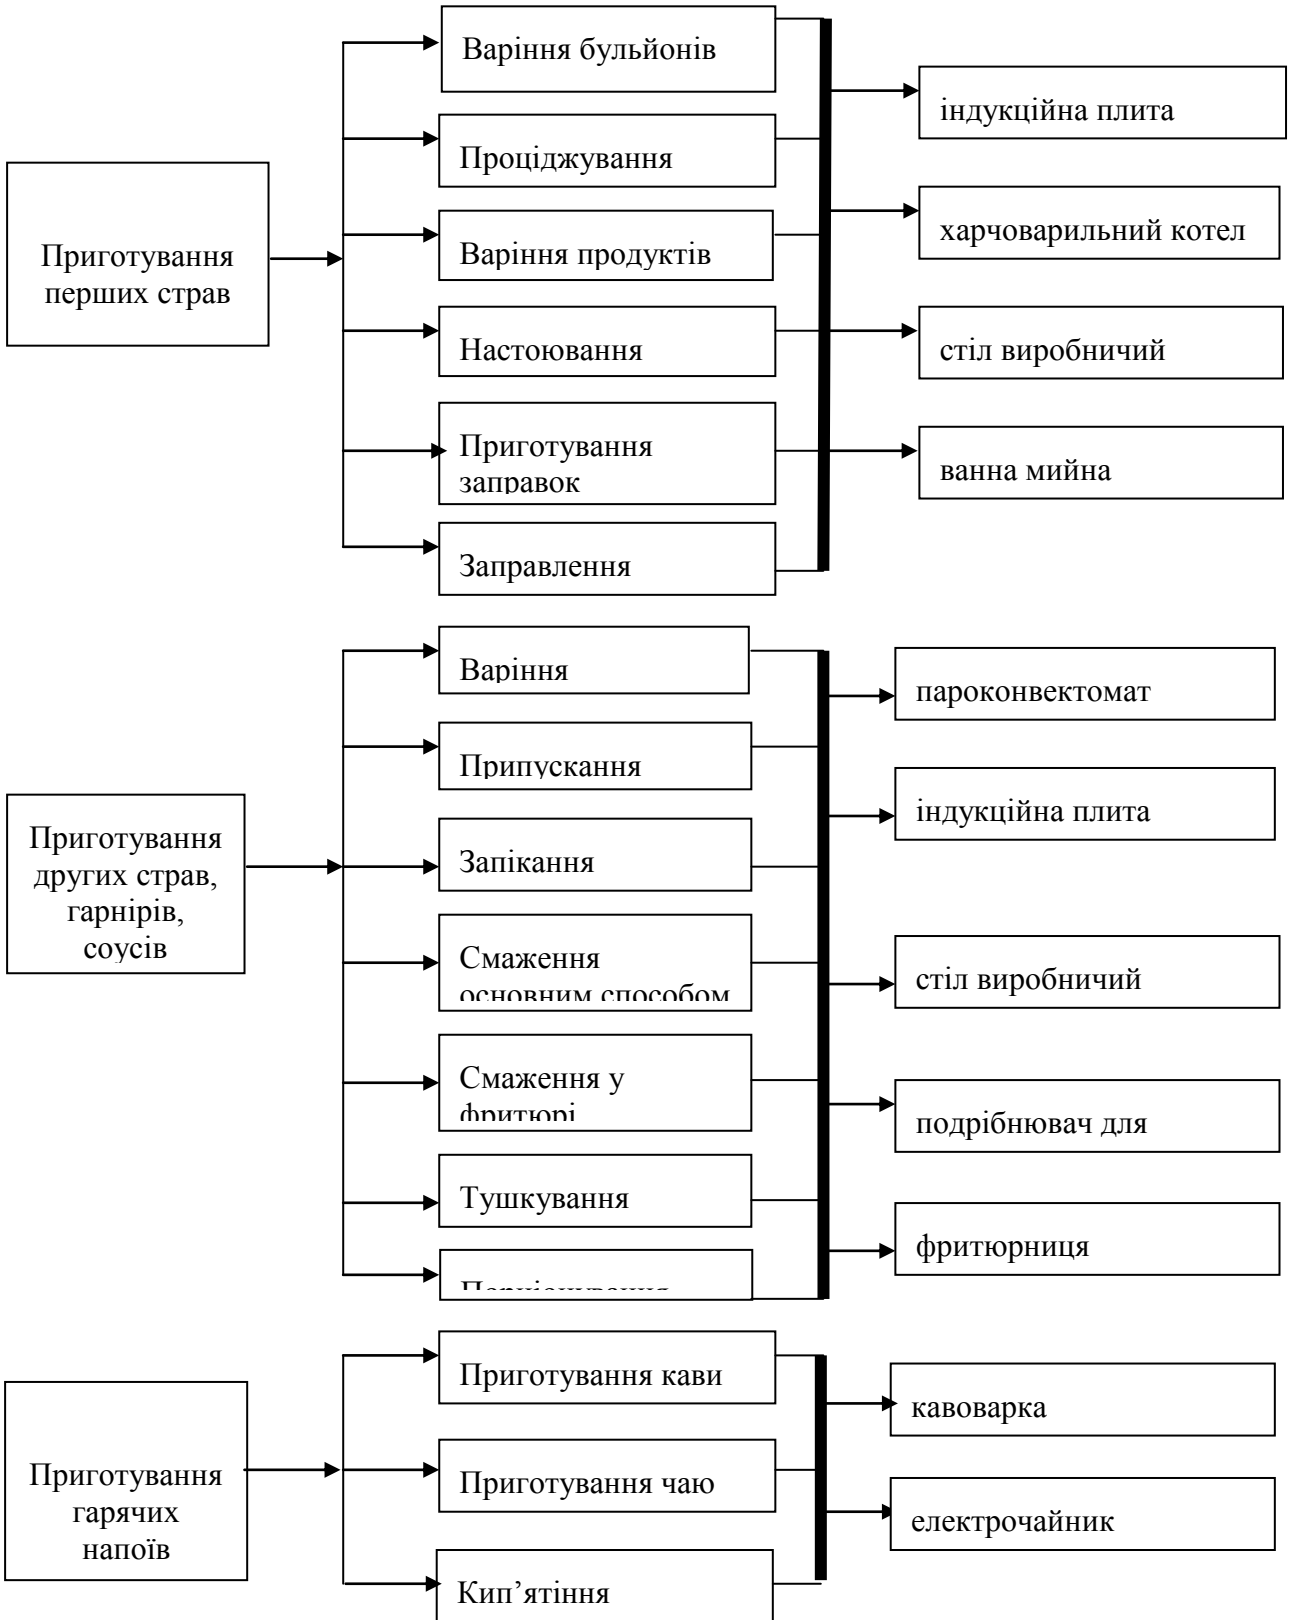 Приготування
перших страв
Варіння бульйонів
Проціджування
Варіння продуктів
Настоювання
Приготування
заправок
Заправлення
індукційна плита
харчоварильний котел
стіл виробничий
ванна мийна
Приготування
других страв,
гарнірів,
соусів
Варіння
Припускання
Запікання
Смаження
основним способом
Смаження у
фритюрі
Тушкування
пароконвектомат
індукційна плита
стіл виробничий
подрібнювач для
фритюрниця
Приготування
гарячих
напоїв
Приготування кави
Приготування чаю
Кип’ятіння
кавоварка
електрочайник